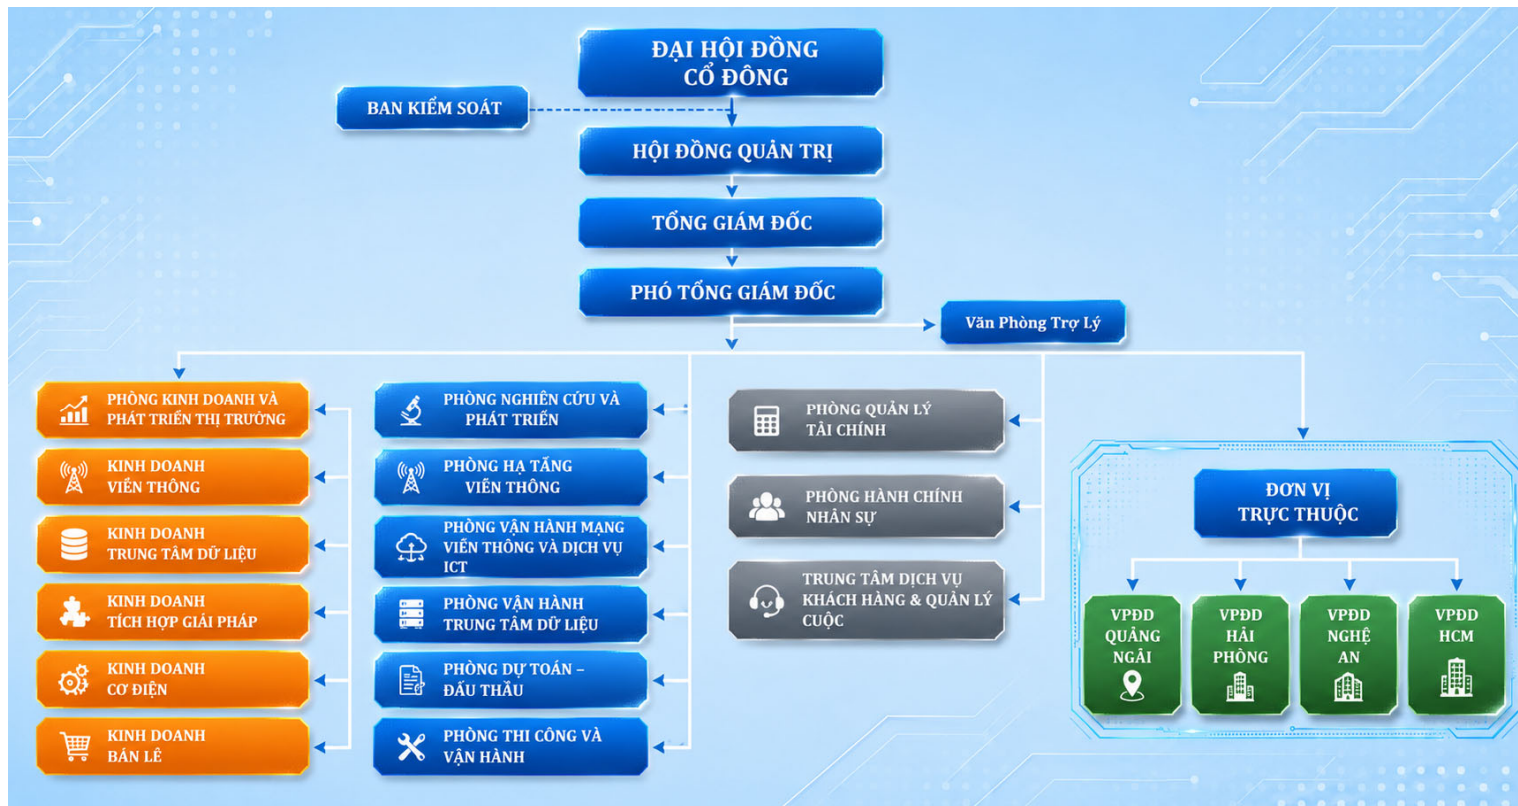 ĐẠI HỘI ĐỒNG
CỔ ĐÔNG
BAN KIỂM SOÁT
HỘI ĐỒNG QUẢN TRỊ
TỔNG GIÁM ĐỐC
PHÓ TỔNG GIÁM ĐỐC
Văn Phòng Trợ Lý
PHÒNG KINH DOANH VÀ
PHÁT TRIỂN THỊ TRƯỜNG
KINH DOANH
VIỄN THÔNG
KINH DOANH
TRUNG TÂM DỮ LIỆU
KINH DOANH
TÍCH HỢP GIẢI PHÁP
KINH DOANH
CƠ ĐIỆN
KINH DOANH
BÁN LẺ
PHÒNG NGHIÊN CỨU VÀ
PHÁT TRIỂN
PHÒNG HẠ TẦNG
VIỄN THÔNG
PHÒNG VẬN HÀNH MẠNG
VIỄN THÔNG VÀ DỊCH VỤ
ICT
PHÒNG VẬN HÀNH
TRUNG TÂM DỮ LIỆU
PHÒNG DỰ TOÁN –
ĐẤU THẦU
PHÒNG THI CÔNG VÀ
VẬN HÀNH
PHÒNG QUẢN LÝ
TÀI CHÍNH
PHÒNG HÀNH CHÍNH
NHÂN SỰ
TRUNG TÂM DỊCH VỤ
KHÁCH HÀNG & QUẢN LÝ
CUỘC
ĐƠN VỊ
TRỰC THUỘC
VPĐD
QUẢNG
NGÃI
VPĐD
HẢI
PHÒNG
VPĐD
NGHỆ
AN
VPĐD
HCM